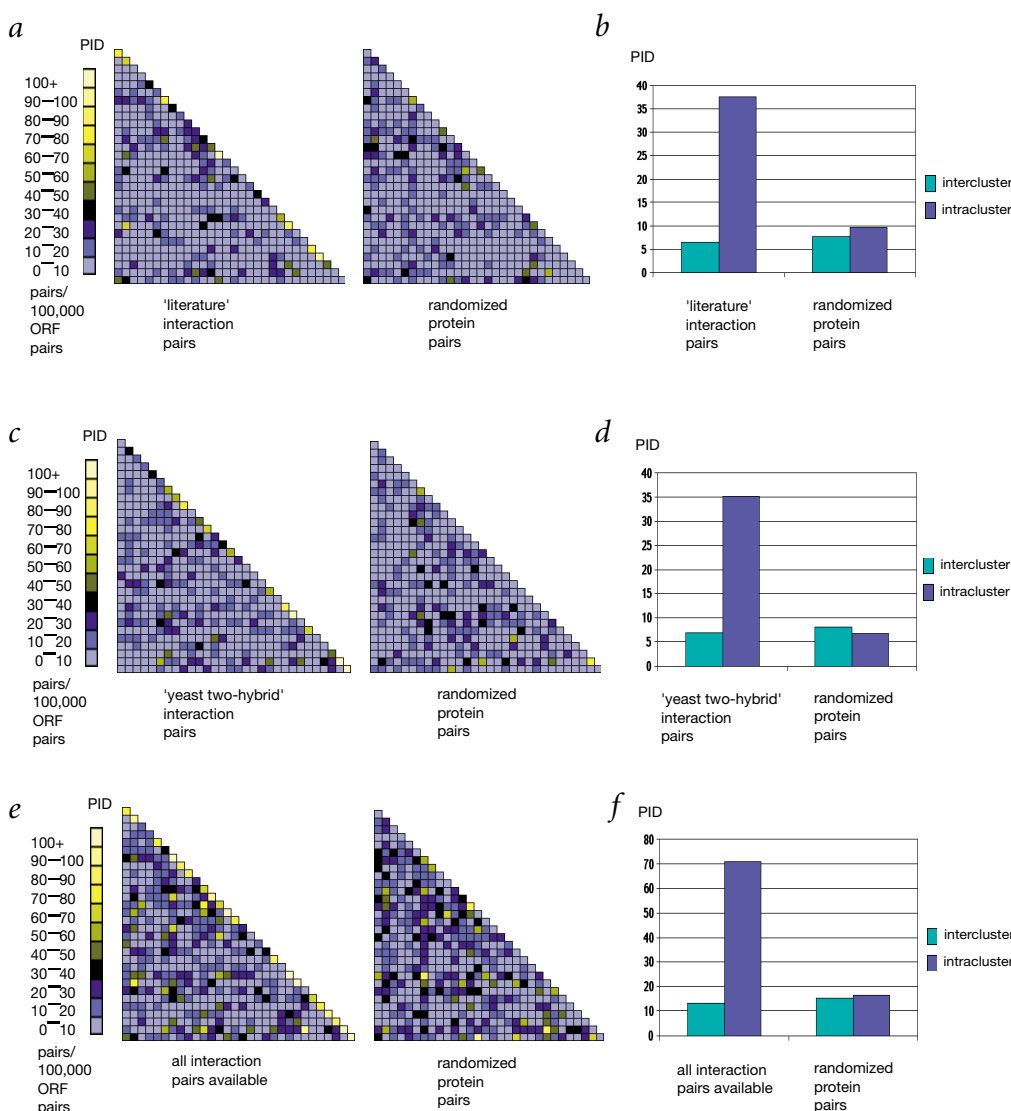 a
PID
100+
90—100
80—90
70—80
60—70
50—60
40—50
30—40
20—30
10—20
0—10
pairs/
100,000
ORF
pairs
'literature'
interaction
pairs
randomized
protein
pairs
b
PID
40
35
30
25
20
15
10
5
0
'literature'
interaction
pairs
randomized
protein
pairs
intercluster
intracluster
c
PID
100+
90—100
80—90
70—80
60—70
50—60
40—50
30—40
20—30
10—20
0—10
pairs/
100,000
ORF
pairs
'yeast two-hybrid'
interaction
pairs
randomized
protein
pairs
d
PID
40
35
30
25
20
15
10
5
0
'yeast two-hybrid'
interaction
pairs
randomized
protein
pairs
intercluster
intracluster
e
PID
100+
90—100
80—90
70—80
60—70
50—60
40—50
30—40
20—30
10—20
0—10
pairs/
100,000
ORF
pairs
all interaction
pairs available
randomized
protein
pairs
f
PID
80
70
60
50
40
30
20
10
0
all interaction
pairs available
randomized
protein
pairs
intercluster
intracluster